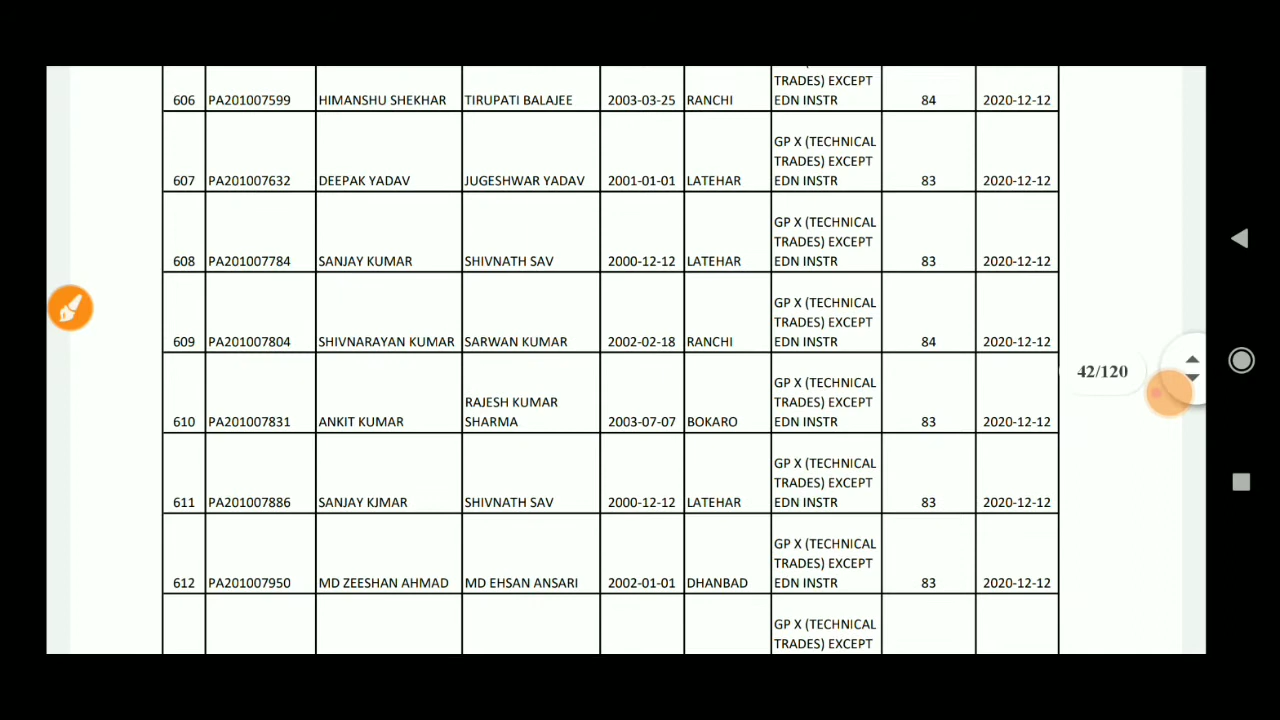 TRADES) EXCEPT
606 PA201007599 HIMANSHU SHEKHAR TIRUPATI BALAJEE 2003-03-25 RANCHI EDN INSTR 84 2020-12-12
GP X (TECHNICAL
TRADES) EXCEPT
607 PA201007632 DEEPAK YADAV JUGESHWAR YADAV 2001-01-01 LATEHAR EDN INSTR 83 2020-12-12
GP X (TECHNICAL
TRADES) EXCEPT
608 PA201007784 SANJAY KUMAR SHIVNATH SAV 2000-12-12 LATEHAR EDN INSTR 83 2020-12-12
GP X (TECHNICAL
TRADES) EXCEPT
609 PA201007804 SHIVNARAYAN KUMAR SARWAN KUMAR 2002-02-18 RANCHI EDN INSTR 84 2020-12-12
42/120
GP X (TECHNICAL
RAJESH KUMAR TRADES) EXCEPT
610 PA201007831 ANKIT KUMAR SHARMA 2003-07-07 BOKARO EDN INSTR 83 2020-12-12
GP X (TECHNICAL
TRADES) EXCEPT
611 PA201007886 SANJAY KJMAR SHIVNATH SAV 2000-12-12 LATEHAR EDN INSTR 83 2020-12-12
GP X (TECHNICAL
TRADES) EXCEPT
612 PA201007950 MD ZEESHAN AHMAD MD EHSAN ANSARI 2002-01-01 DHANBAD EDN INSTR 83 2020-12-12
GP X (TECHNICAL
TRADES) EXCEPT